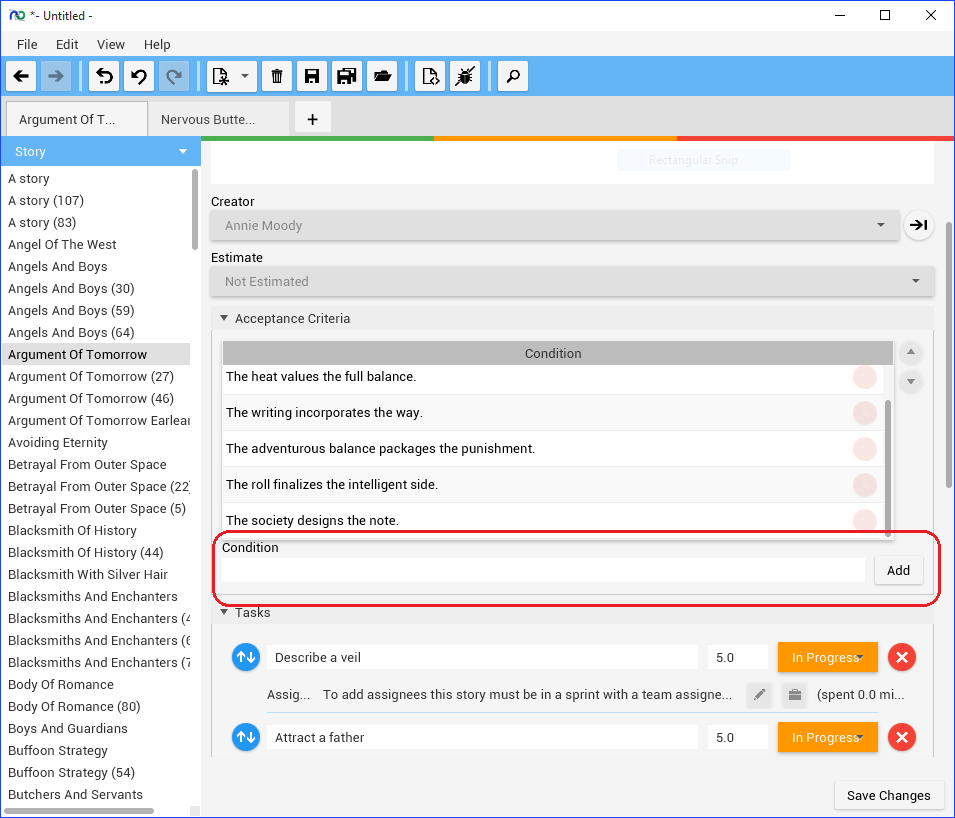 *- Untitled -
File Edit View Help
Argument Of T... Nervous Butte... +
Story
A story
A story (107)
A story (83)
Angel Of The West
Angels And Boys
Angels And Boys (30)
Angels And Boys (59)
Angels And Boys (64)
Argument Of Tomorrow
Argument Of Tomorrow (27)
Argument Of Tomorrow (46)
Argument Of Tomorrow Earlear
Avoiding Eternity
Betrayal From Outer Space
Betrayal From Outer Space (22)
Betrayal From Outer Space (5)
Blacksmith Of History
Blacksmith Of History (44)
Blacksmith With Silver Hair
Blacksmiths And Enchanters
Blacksmiths And Enchanters (4
Blacksmiths And Enchanters (6
Blacksmiths And Enchanters (7
Body Of Romance
Body Of Romance (80)
Boys And Guardians
Buffoon Strategy
Buffoon Strategy (54)
Butchers And Servants
Rectangular Snip
Creator
Annie Moody
Estimate
Not Estimated
Acceptance Criteria
Condition
The heat values the full balance.
The writing incorporates the way.
The adventurous balance packages the punishment.
The roll finalizes the intelligent side.
The society designs the note.
Condition
Add
Tasks
Describe a veil 5.0 In Progress
Assig... To add assignees this story must be in a sprint with a team assigne... (spent 0.0 mi...
Attract a father 5.0 In Progress
Save Changes